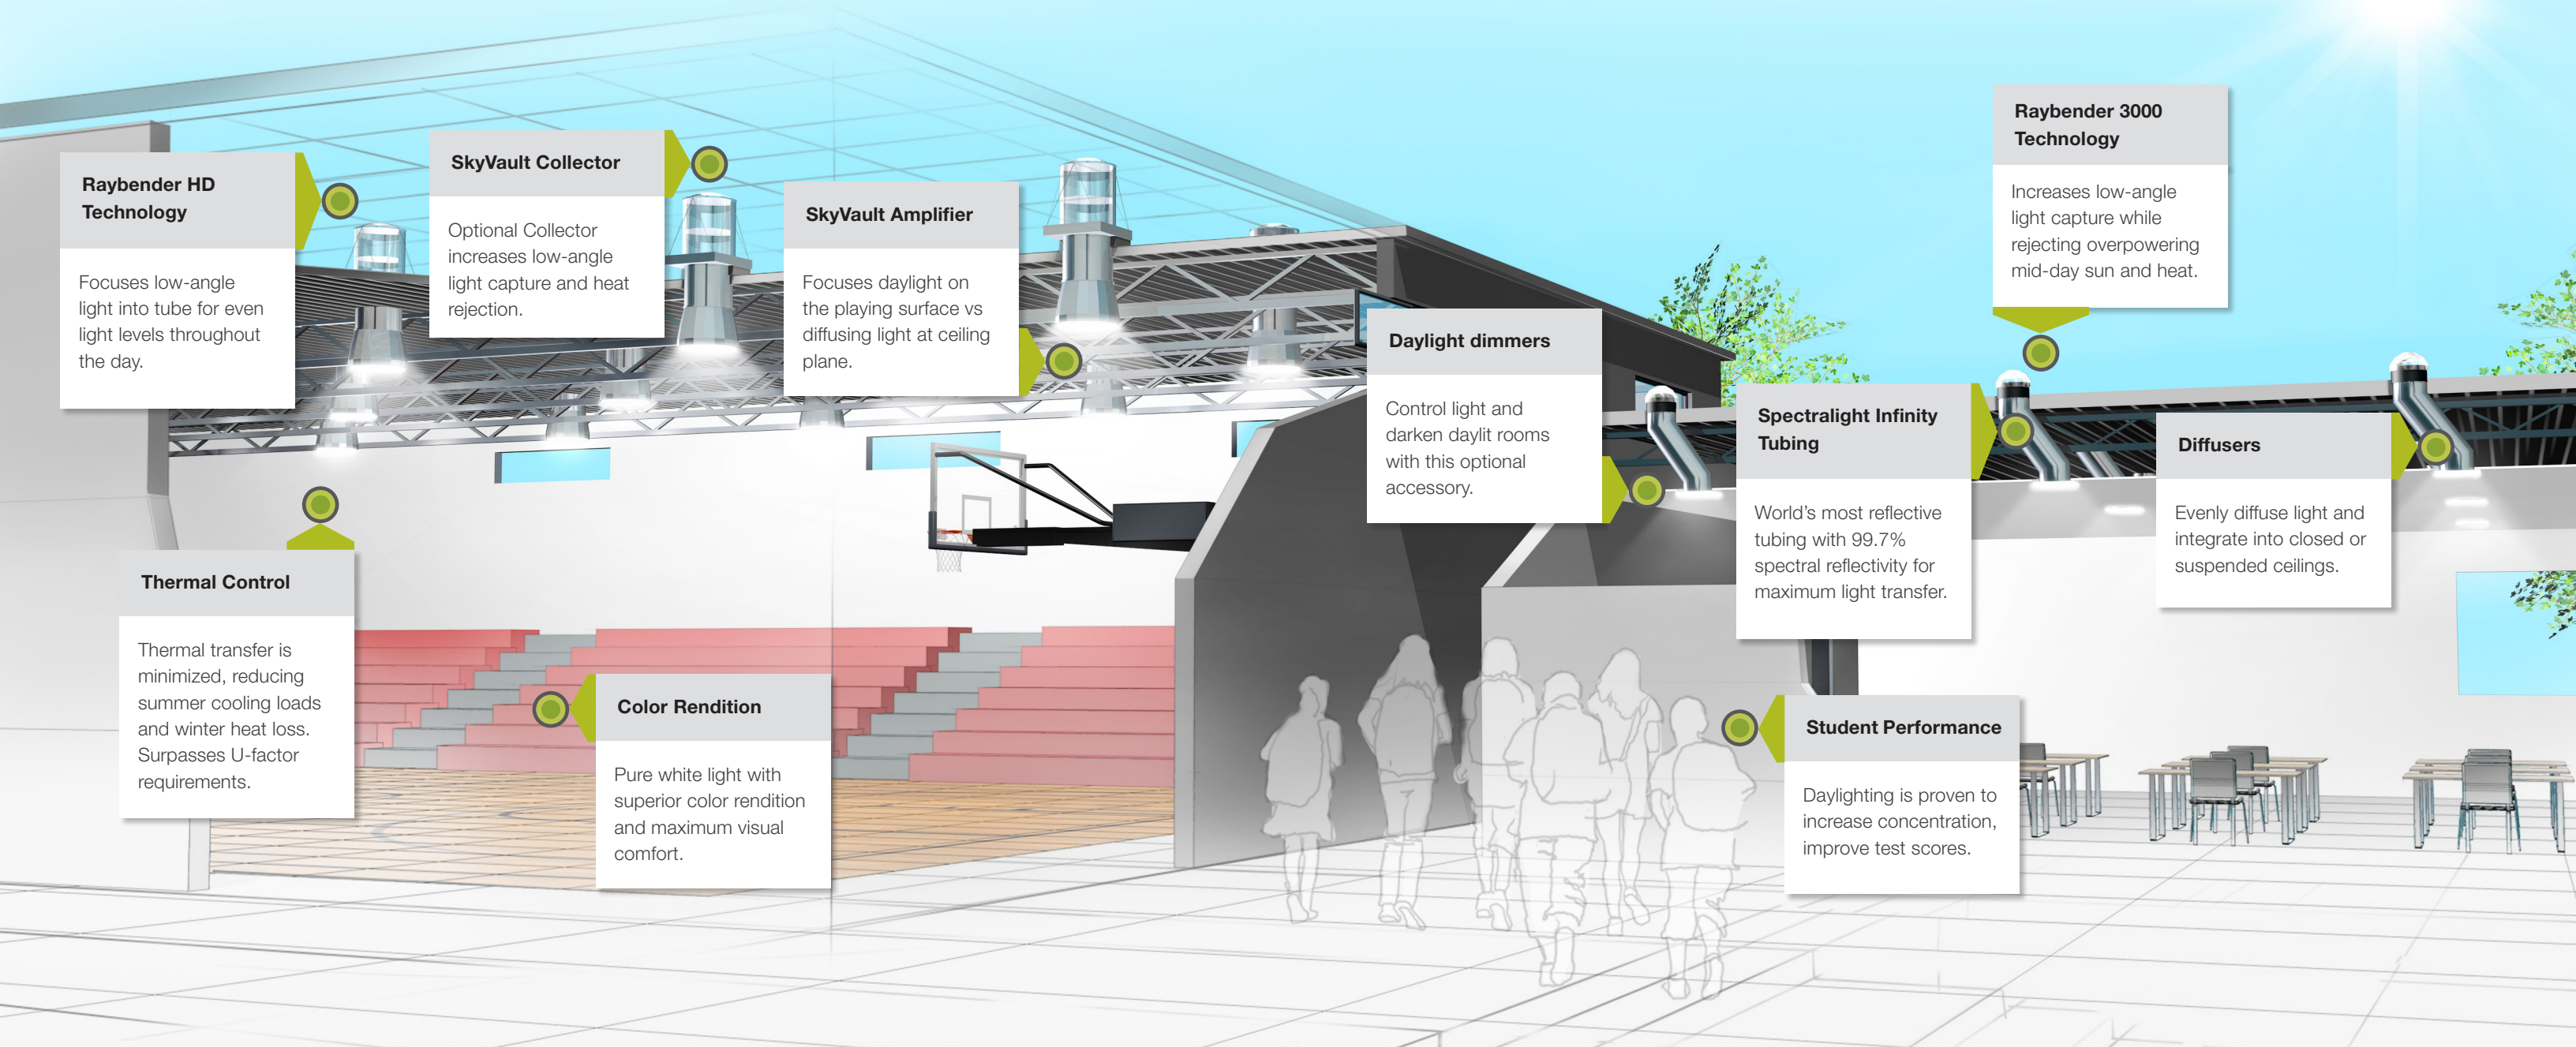 Raybender HD
Technology
Focuses low-angle
light into tube for even
light levels throughout
the day.
SkyVault Collector
Optional Collector
increases low-angle
light capture and heat
rejection.
SkyVault Amplifier
Focuses daylight on
the playing surface vs
diffusing light at ceiling
plane.
Daylight dimmers
Control light and
darken daylit rooms
with this optional
accessory.
Spectralight Infinity
Tubing
World’s most reflective
tubing with 99.7%
spectral reflectivity for
maximum light transfer.
Raybender 3000
Technology
Increases low-angle
light capture while
rejecting overpowering
mid-day sun and heat.
Diffusers
Evenly diffuse light and
integrate into closed or
suspended ceilings.
Thermal Control
Thermal transfer is
minimized, reducing
summer cooling loads
and winter heat loss.
Surpasses U-factor
requirements.
Color Rendition
Pure white light with
superior color rendition
and maximum visual
comfort.
Student Performance
Daylighting is proven to
increase concentration,
improve test scores.